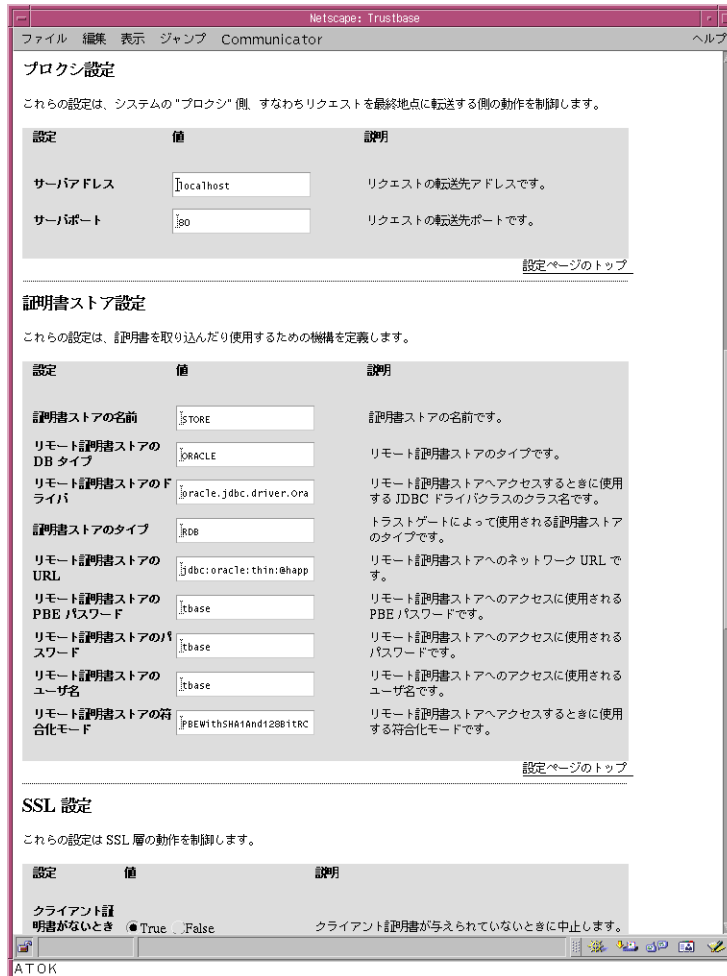 Netscape: Trustbase
ファイル 編集 表示 ジャンプ Communicator ヘルプ
プロクシ設定
これらの設定は、システムの "プロクシ" 側、すなわちリクエストを最終地点に転送する側の動作を制御します。
設定 値 説明
サーバアドレス localhost リクエストの転送先アドレスです。
サーバポート 80 リクエストの転送先ポートです。
設定ページのトップ
証明書ストア設定
これらの設定は、証明書を取り込んだり使用するための機構を定義します。
設定 値 説明
証明書ストアの名前 STORE 証明書ストアの名前です。
リモート証明書ストアの
DB タイプ ORACLE リモート証明書ストアのタイプです。
リモート証明書ストアのド
ライバ oracle.jdbc.driver.Ora リモート証明書ストアへアクセスするときに使用
する JDBC ドライバクラスのクラス名です。
証明書ストアのタイプ RDB トラストゲートによって使用される証明書ストア
のタイプです。
リモート証明書ストアの
URL jdbc:oracle:thin:@happ リモート証明書ストアへのネットワーク URL で
す。
リモート証明書ストアの
PBE パスワード tbase リモート証明書ストアへのアクセスに使用される
PBE パスワードです。
リモート証明書ストアのパ
スワード tbase リモート証明書ストアへのアクセスに使用される
パスワードです。
リモート証明書ストアの
ユーザ名 tbase リモート証明書ストアへのアクセスに使用される
ユーザ名です。
リモート証明書ストアの符
合化モード PBEWithSHA1And128BitRC リモート証明書ストアへアクセスするときに使用
する符合化モードです。
設定ページのトップ
SSL 設定
これらの設定は SSL 層の動作を制御します。
設定 値 説明
クライアント証
明書がないとき True False クライアント証明書が与えられていないときに中止します。
ATOK